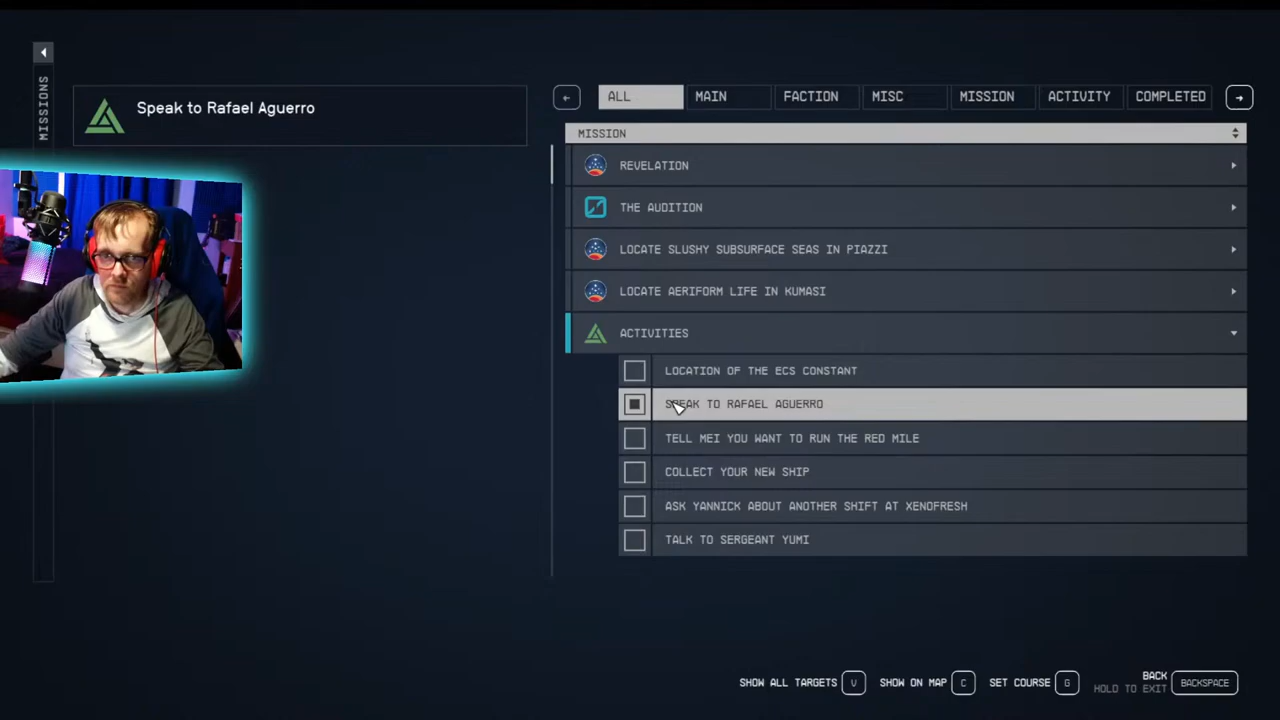 MISSIONS
Speak to Rafael Aguerro
ALL MAIN FACTION MISC MISSION ACTIVITY COMPLETED
MISSION
REVELATION
THE AUDITION
LOCATE SLUSHY SUBSURFACE SEAS IN PIAZZI
LOCATE AERIFORM LIFE IN KUMASI
ACTIVITIES
LOCATION OF THE ECS CONSTANT
SPEAK TO RAFAEL AGUERRO
TELL MEI YOU WANT TO RUN THE RED MILE
COLLECT YOUR NEW SHIP
ASK YANNICK ABOUT ANOTHER SHIFT AT XENOFRESH
TALK TO SERGEANT YUMI
SHOW ALL TARGETS V SHOW ON MAP C SET COURSE G BACK BACKSPACE
HOLD TO EXIT